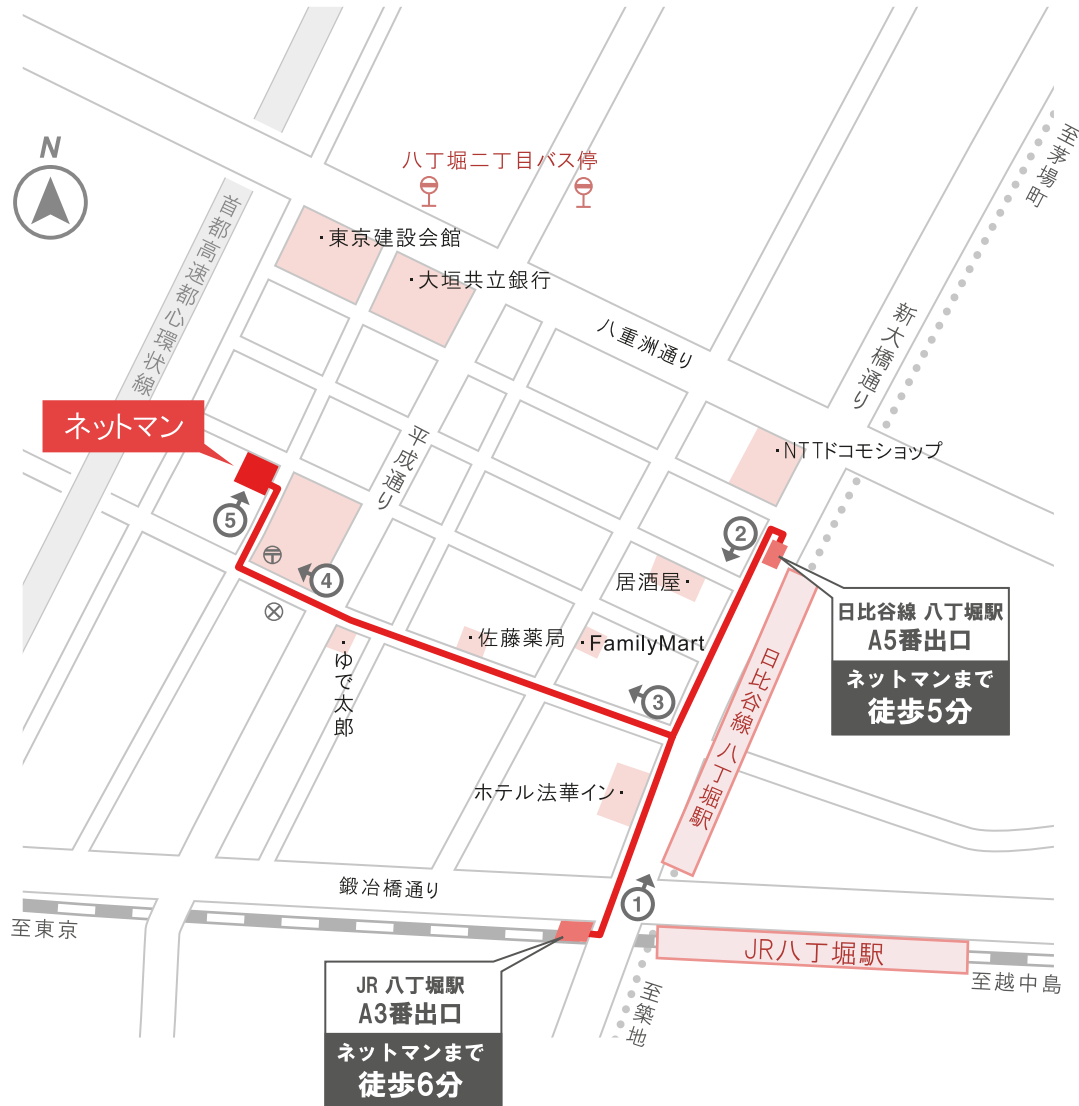 N
八丁堀二丁目バス停
至茅場町
首都高速都心環状線
・東京建設会館
・大垣共立銀行
八重洲通り
新大橋通り
ネットマン
平成通り
・NTTドコモショップ
⑤
②
④
〒
居酒屋・
日比谷線 八丁堀駅
A5番出口
ネットマンまで
徒歩5分
・佐藤薬局
・FamilyMart
・ゆで太郎
③
日比谷線 八丁堀駅
ホテル法華イン・
鍛冶橋通り
①
至東京
JR八丁堀駅
至越中島
至築地
JR 八丁堀駅
A3番出口
ネットマンまで
徒歩6分